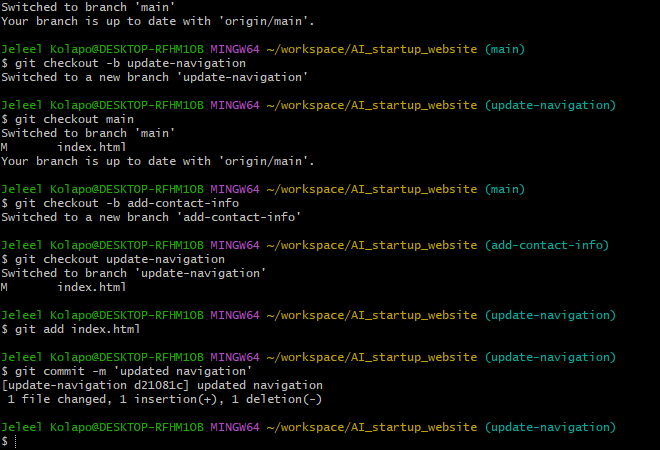 Switched to branch 'main'
Your branch is up to date with 'origin/main'.
Jeleel Kolapo@DESKTOP-RFHM1OB MINGW64 ~/workspace/AI_startup_website (main)
$ git checkout -b update-navigation
Switched to a new branch 'update-navigation'
Jeleel Kolapo@DESKTOP-RFHM1OB MINGW64 ~/workspace/AI_startup_website (update-navigation)
$ git checkout main
Switched to branch 'main'
M       index.html
Your branch is up to date with 'origin/main'.
Jeleel Kolapo@DESKTOP-RFHM1OB MINGW64 ~/workspace/AI_startup_website (main)
$ git checkout -b add-contact-info
Switched to a new branch 'add-contact-info'
Jeleel Kolapo@DESKTOP-RFHM1OB MINGW64 ~/workspace/AI_startup_website (add-contact-info)
$ git checkout update-navigation
Switched to branch 'update-navigation'
M       index.html
Jeleel Kolapo@DESKTOP-RFHM1OB MINGW64 ~/workspace/AI_startup_website (update-navigation)
$ git add index.html
Jeleel Kolapo@DESKTOP-RFHM1OB MINGW64 ~/workspace/AI_startup_website (update-navigation)
$ git commit -m 'updated navigation'
[update-navigation d21081c] updated navigation
 1 file changed, 1 insertion(+), 1 deletion(-)
Jeleel Kolapo@DESKTOP-RFHM1OB MINGW64 ~/workspace/AI_startup_website (update-navigation)
$